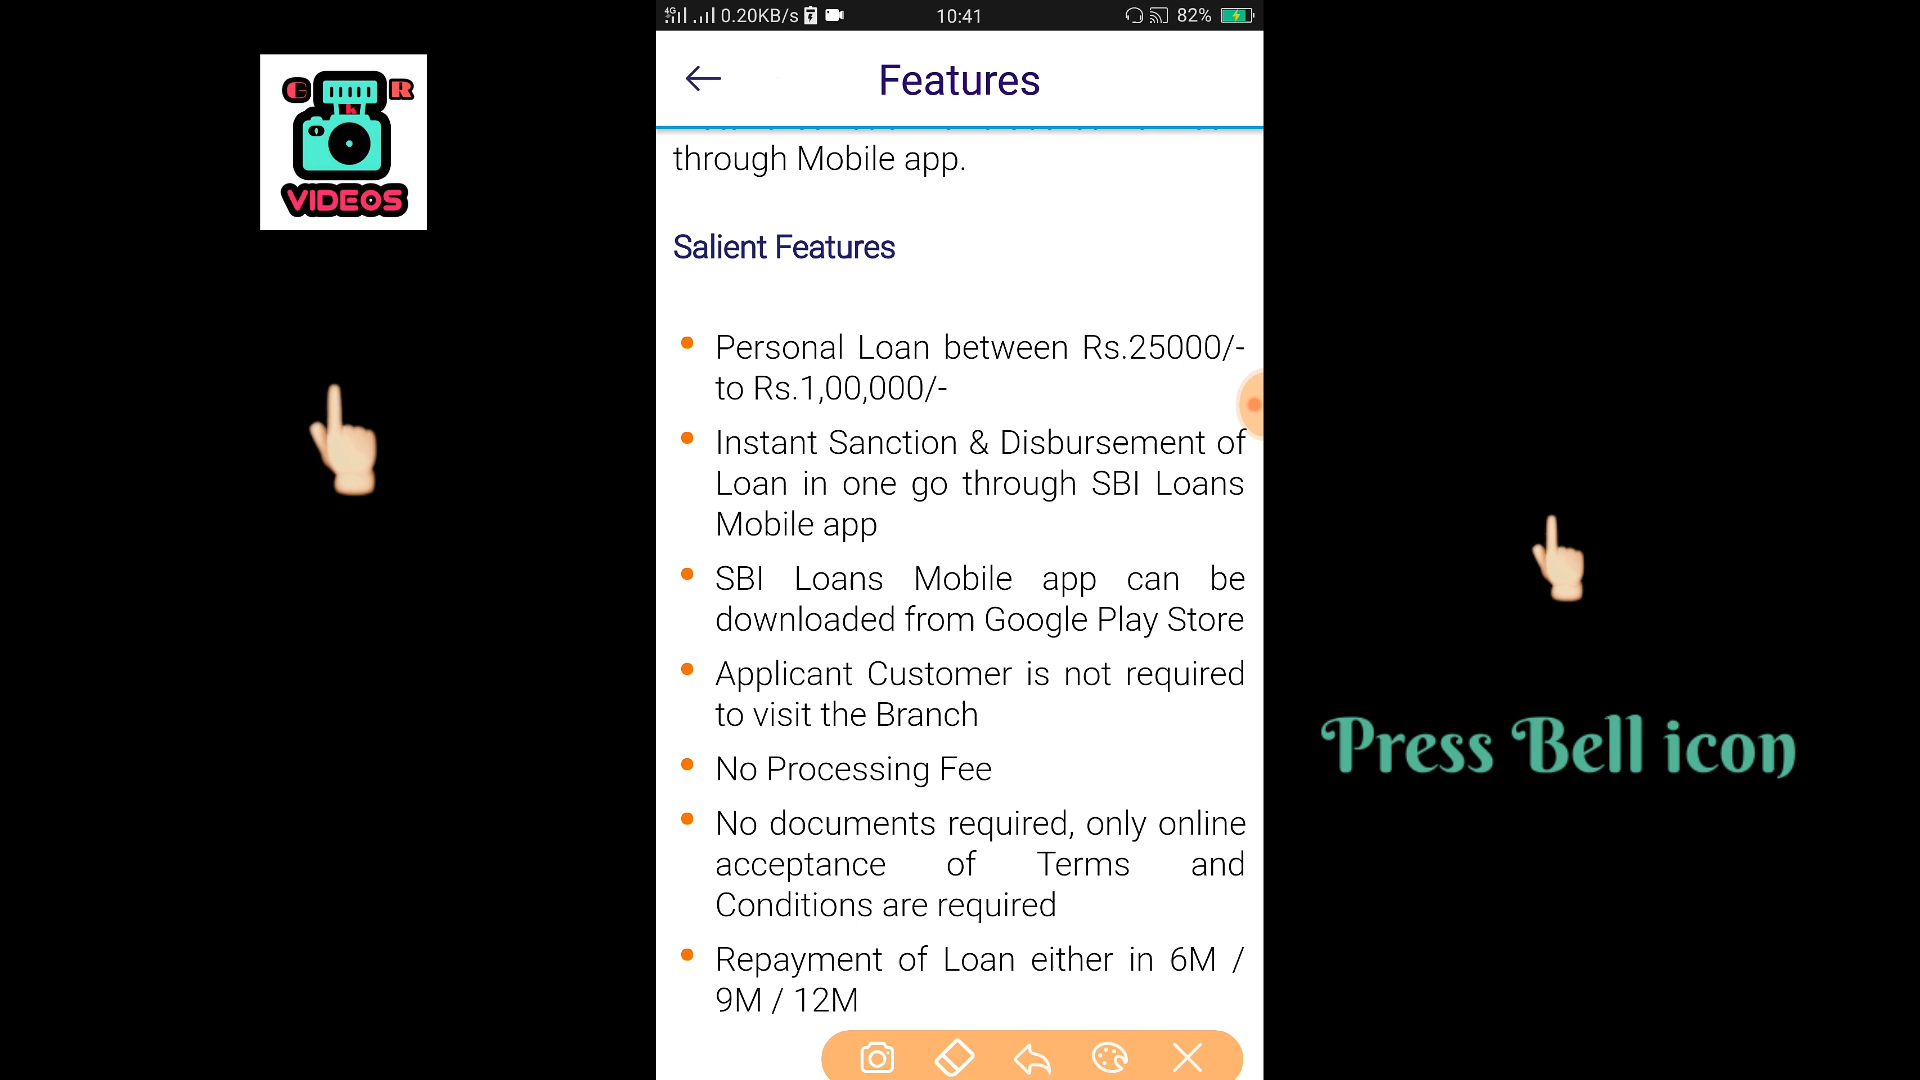 4G 0.20KB/s 10:41 82%
G R
VIDEOS
Features
through Mobile app.
Salient Features
Personal Loan between Rs.25000/-
to Rs.1,00,000/-
Instant Sanction & Disbursement of
Loan in one go through SBI Loans
Mobile app
SBI Loans Mobile app can be
downloaded from Google Play Store
Applicant Customer is not required
to visit the Branch
No Processing Fee
No documents required, only online
acceptance of Terms and
Conditions are required
Repayment of Loan either in 6M /
9M / 12M
Press Bell icon